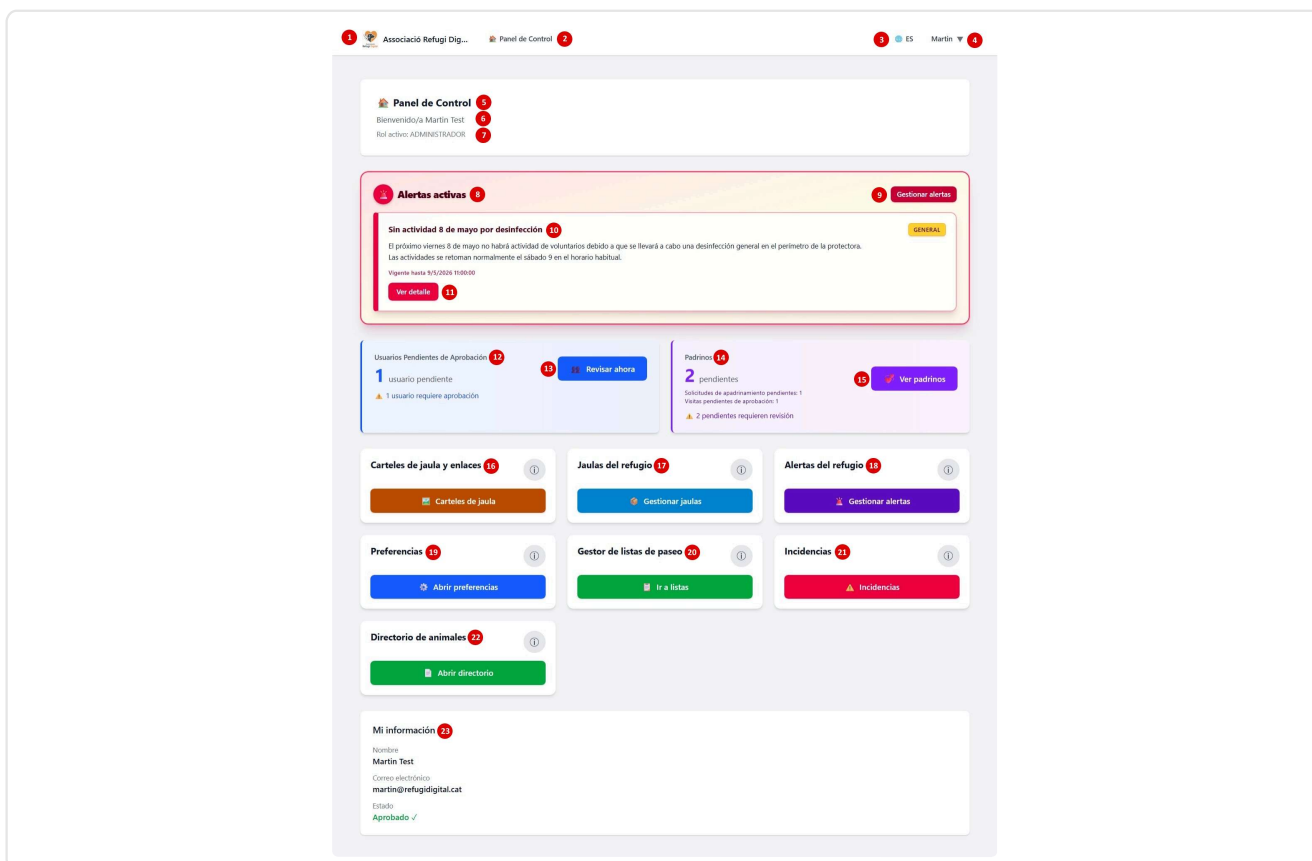 1 Associació Refugi Dig... Panel de Control 2 3 ES Martin ▼ 4
Panel de Control 5
Bienvenido/a Martin Test 6
Rol activo: ADMINISTRADOR 7
Alertas activas 8 9 Gestionar alertas
Sin actividad 8 de mayo por desinfección 10 GENERAL
El próximo viernes 8 de mayo no habrá actividad de voluntarios debido a que se llevará a cabo una desinfección general en el perímetro de la protectora.
Las actividades se retoman normalmente el sábado 9 en el horario habitual.
Vigente hasta 9/5/2026 11:00:00
Ver detalle 11
Usuarios Pendientes de Aprobación 12
1 usuario pendiente
1 usuario requiere aprobación
13 Revisar ahora
Padrinos 14
2 pendientes
Solicitudes de apadrinamiento pendientes: 1
Visitas pendientes de aprobación: 1
2 pendientes requieren revisión
15 Ver padrinos
Carteles de jaula y enlaces 16
Carteles de jaula
Jaulas del refugio 17
Gestionar jaulas
Alertas del refugio 18
Gestionar alertas
Preferencias 19
Abrir preferencias
Gestor de listas de paseo 20
Ir a listas
Incidencias 21
Incidencias
Directorio de animales 22
Abrir directorio
Mi información 23
Nombre
Martin Test
Correo electrónico
martin@refugidigital.cat
Estado
Aprobado ✓